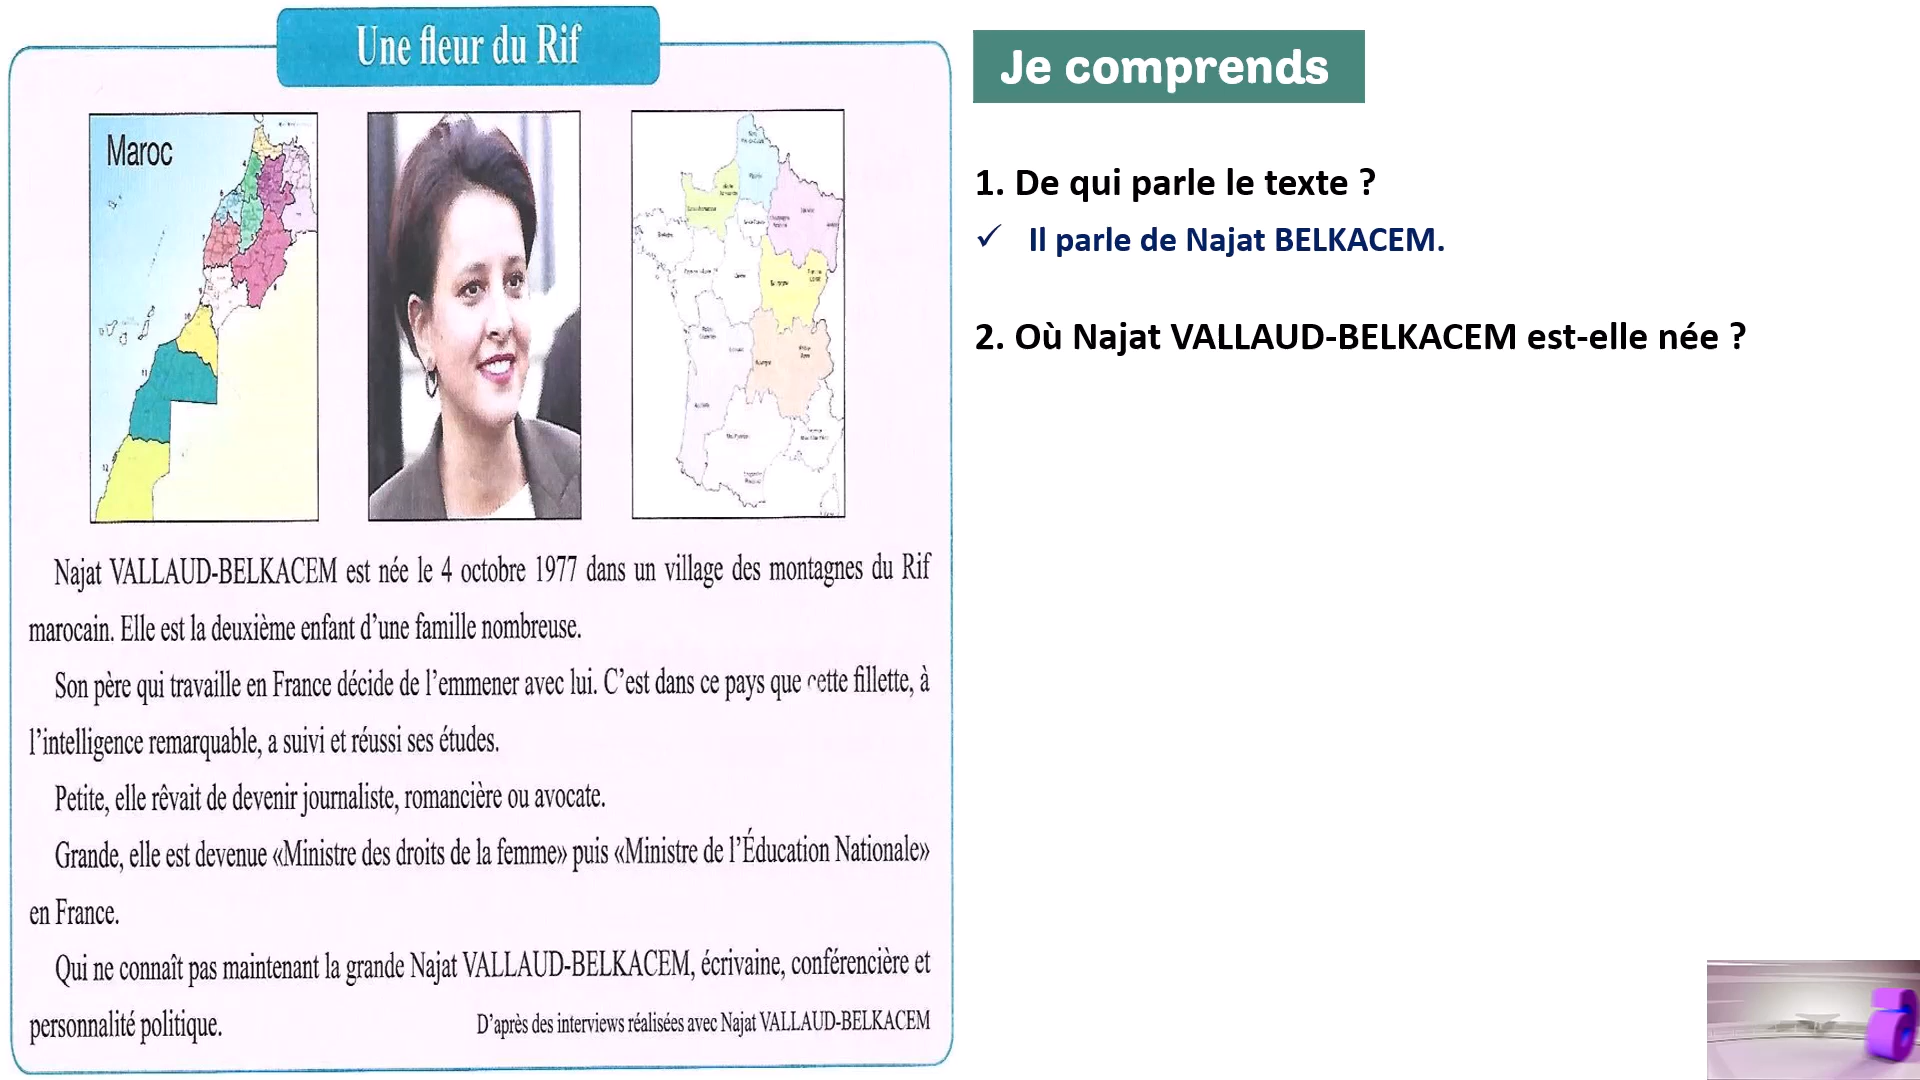 Une fleur du Rif
Maroc
Najat VALLAUD-BELKACEM est née le 4 octobre 1977 dans un village des montagnes du Rif
marocain. Elle est la deuxième enfant d’une famille nombreuse.
Son père qui travaille en France décide de l’emmener avec lui. C’est dans ce pays que cette fillette, à
l’intelligence remarquable, a suivi et réussi ses études.
Petite, elle rêvait de devenir journaliste, romancière ou avocate.
Grande, elle est devenue «Ministre des droits de la femme» puis «Ministre de l’Éducation Nationale»
en France.
Qui ne connaît pas maintenant la grande Najat VALLAUD-BELKACEM, écrivaine, conférencière et
personnalité politique.
D’après des interviews réalisées avec Najat VALLAUD-BELKACEM
Je comprends
1. De qui parle le texte ?
✓ Il parle de Najat BELKACEM.
2. Où Najat VALLAUD-BELKACEM est-elle née ?